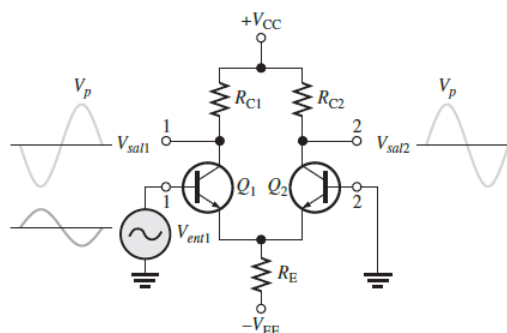 +VCC
Vp
RC1
RC2
Vp
1
2
Vsal1
Vsal2
Q1
Q2
1
2
Vent1
RE
−VEE